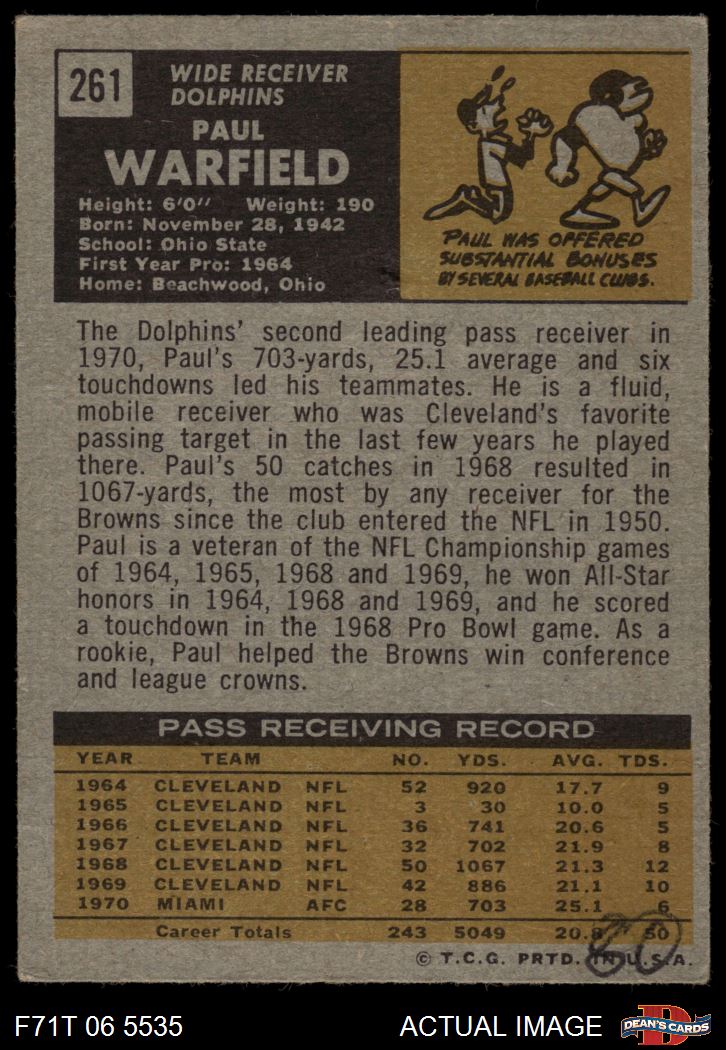 261
WIDE RECEIVER
DOLPHINS
PAUL
WARFIELD
Height: 6'0" Weight: 190
Born: November 28, 1942
School: Ohio State
First Year Pro: 1964
Home: Beachwood, Ohio
PAUL WAS OFFERED
SUBSTANTIAL BONUSES
BY SEVERAL BASEBALL CLUBS.
The Dolphins' second leading pass receiver in
1970, Paul's 703-yards, 25.1 average and six
touchdowns led his teammates. He is a fluid,
mobile receiver who was Cleveland's favorite
passing target in the last few years he played
there. Paul's 50 catches in 1968 resulted in
1067-yards, the most by any receiver for the
Browns since the club entered the NFL in 1950.
Paul is a veteran of the NFL Championship games
of 1964, 1965, 1968 and 1969, he won All-Star
honors in 1964, 1968 and 1969, and he scored
a touchdown in the 1968 Pro Bowl game. As a
rookie, Paul helped the Browns win conference
and league crowns.
PASS RECEIVING RECORD
YEAR TEAM NO. YDS. AVG. TDS.
1964 CLEVELAND NFL 52 920 17.7 9
1965 CLEVELAND NFL 3 30 10.0 5
1966 CLEVELAND NFL 36 741 20.6 5
1967 CLEVELAND NFL 32 702 21.9 8
1968 CLEVELAND NFL 50 1067 21.3 12
1969 CLEVELAND NFL 42 886 21.1 10
1970 MIAMI AFC 28 703 25.1 6
Career Totals 243 5049 20.8 50
80
© T.C.G. PRTD. IN U.S.A.
F71T 06 5535
ACTUAL IMAGE
D
DEAN'S CARDS